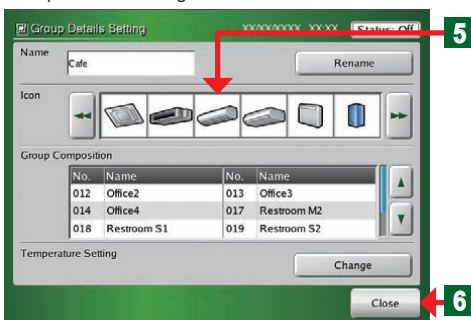 Group Details Setting XX/XX/XXXX XX:XX Status: Off
5
Name
Cafe
Rename
Icon
Group Composition
No. Name No. Name
012 Office2 013 Office3
014 Office4 017 Restroom M2
018 Restroom S1 019 Restroom S2
Temperature Setting
Change
Close
6